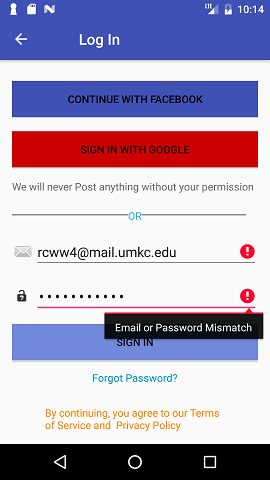 10:14
Log In
CONTINUE WITH FACEBOOK
SIGN IN WITH GOOGLE
We will never Post anything without your permission
OR
rcww4@mail.umkc.edu
•••••••••••
Email or Password Mismatch
SIGN IN
Forgot Password?
By continuing, you agree to our Terms
of Service and Privacy Policy